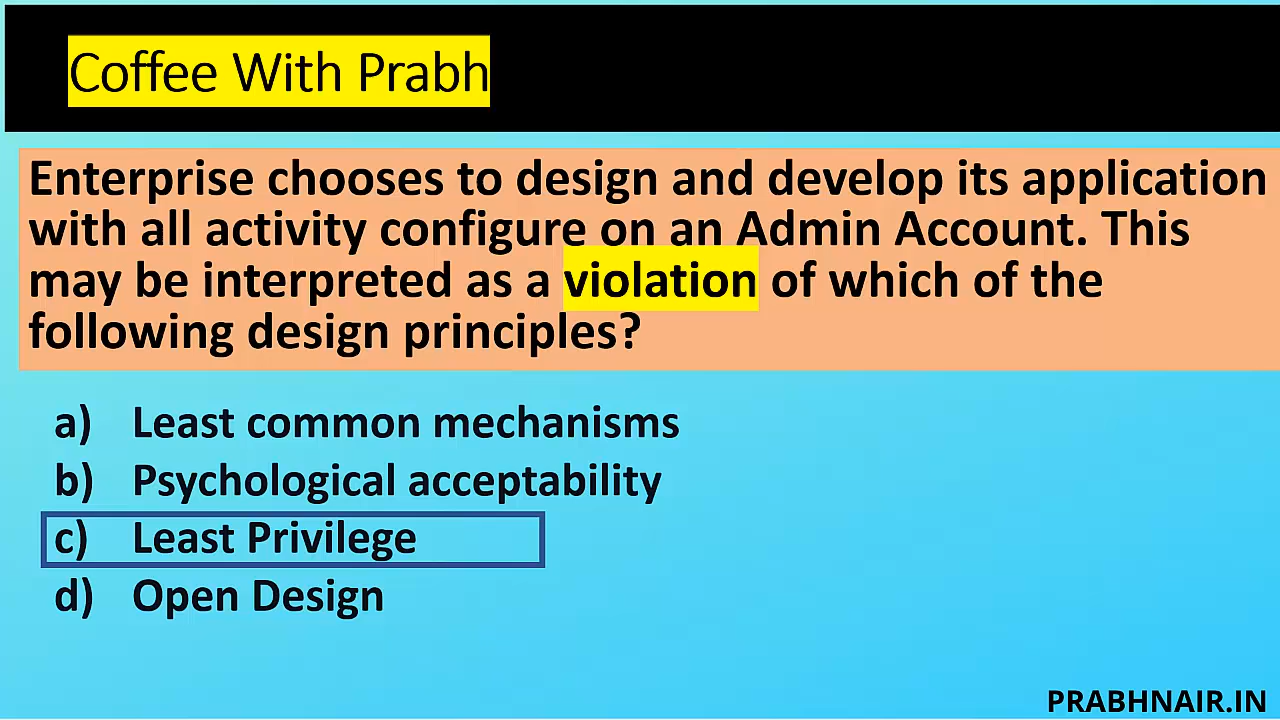 Coffee With Prabh
Enterprise chooses to design and develop its application
with all activity configure on an Admin Account. This
may be interpreted as a violation of which of the
following design principles?
a) Least common mechanisms
b) Psychological acceptability
c) Least Privilege
d) Open Design
PRABHNAIR.IN